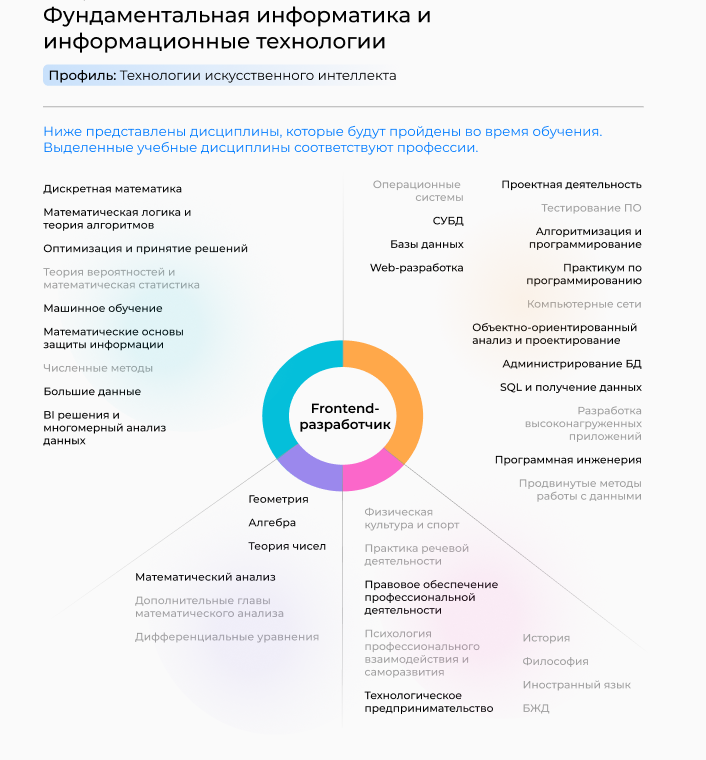 Фундаментальная информатика и
информационные технологии
Профиль: Технологии искусственного интеллекта
Ниже представлены дисциплины, которые будут пройдены во время обучения.
Выделенные учебные дисциплины соответствуют профессии.
Дискретная математика
Математическая логика и
теория алгоритмов
Оптимизация и принятие решений
Теория вероятностей и
математическая статистика
Машинное обучение
Математические основы
защиты информации
Численные методы
Большие данные
BI решения и
многомерный анализ
данных
Операционные
системы
СУБД
Базы данных
Web-разработка
Проектная деятельность
Тестирование ПО
Алгоритмизация и
программирование
Практикум по
программированию
Компьютерные сети
Объектно-ориентированный
анализ и проектирование
Администрирование БД
SQL и получение данных
Разработка
высоконагруженных
приложений
Программная инженерия
Продвинутые методы
работы с данными
Frontend-
разработчик
Геометрия
Алгебра
Теория чисел
Математический анализ
Дополнительные главы
математического анализа
Дифференциальные уравнения
Физическая
культура и спорт
Практика речевой
деятельности
Правовое обеспечение
профессиональной
деятельности
Психология
профессионального
взаимодействия и
саморазвития
Технологическое
предпринимательство
История
Философия
Иностранный язык
БЖД